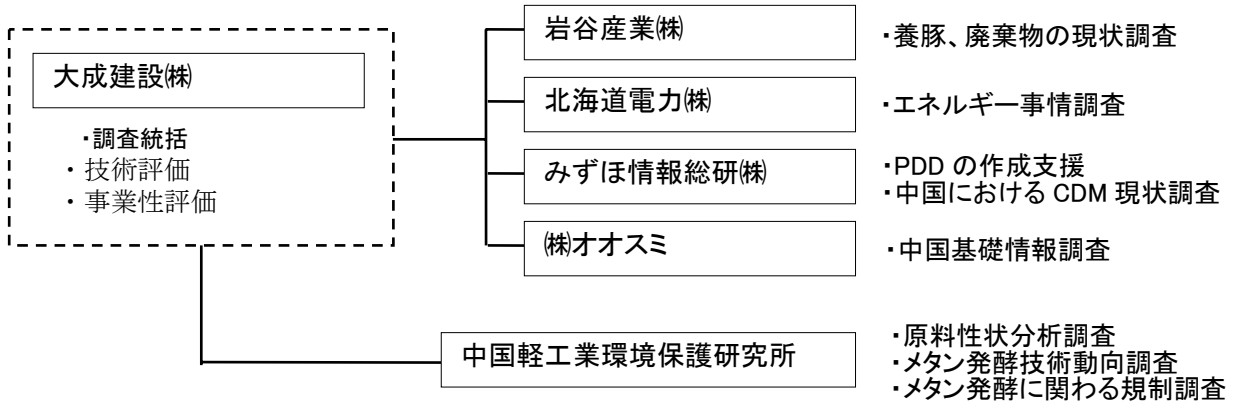 大成建設㈱
・調査統括
・技術評価
・事業性評価
岩谷産業㈱
・養豚、廃棄物の現状調査
北海道電力㈱
・エネルギー事情調査
みずほ情報総研㈱
・PDD の作成支援
・中国における CDM 現状調査
㈱オオスミ
・中国基礎情報調査
中国軽工業環境保護研究所
・原料性状分析調査
・メタン発酵技術動向調査
・メタン発酵に関わる規制調査